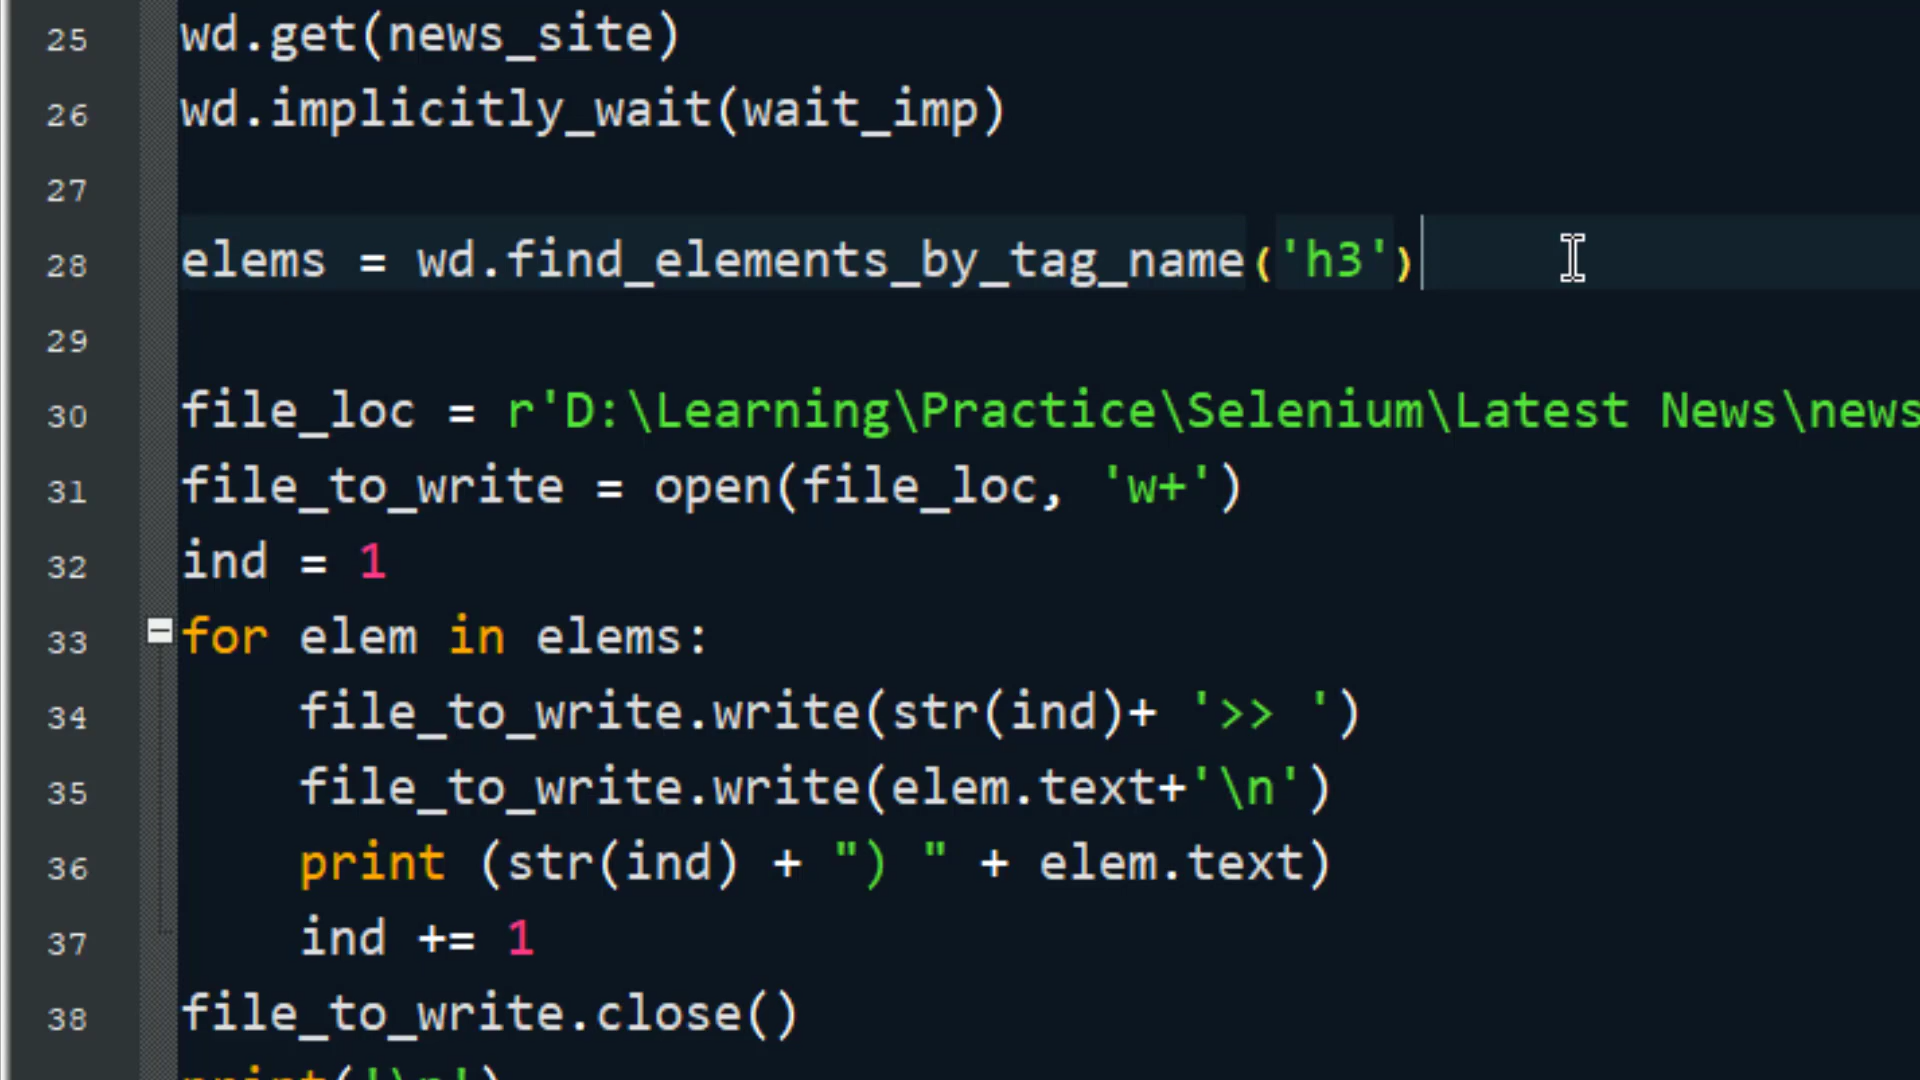 25 wd.get(news_site)
26 wd.implicitly_wait(wait_imp)
27
28 elems = wd.find_elements_by_tag_name('h3')
29
30 file_loc = r'D:\Learning\Practice\Selenium\Latest News\news
31 file_to_write = open(file_loc, 'w+')
32 ind = 1
33 for elem in elems:
34     file_to_write.write(str(ind)+ '>> ')
35     file_to_write.write(elem.text+'\n')
36     print (str(ind) + ") " + elem.text)
37     ind += 1
38 file_to_write.close()
print('\n')